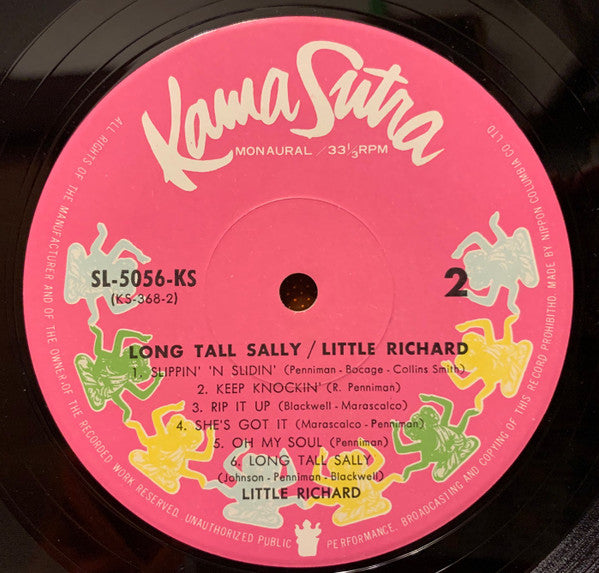 Kama Sutra
MONAURAL / 33 1/3 RPM
SL-5056-KS
(KS-368-2)
2
LONG TALL SALLY / LITTLE RICHARD
1. SLIPPIN' 'N SLIDIN' (Penniman - Bocage - Collins Smith)
2. KEEP KNOCKIN' (R. Penniman)
3. RIP IT UP (Blackwell - Marasalco)
4. SHE'S GOT IT (Marasalco - Penniman)
5. OH MY SOUL (Penniman)
6. LONG TALL SALLY
(Johnson - Penniman - Blackwell)
LITTLE RICHARD
ALL RIGHTS OF THE MANUFACTURER AND OF THE OWNER OF THE RECORDED WORK RESERVED. UNAUTHORIZED PUBLIC PERFORMANCE, BROADCASTING AND COPYING OF THIS RECORD PROHIBITED. MADE BY NIPPON COLUMBIA CO LTD